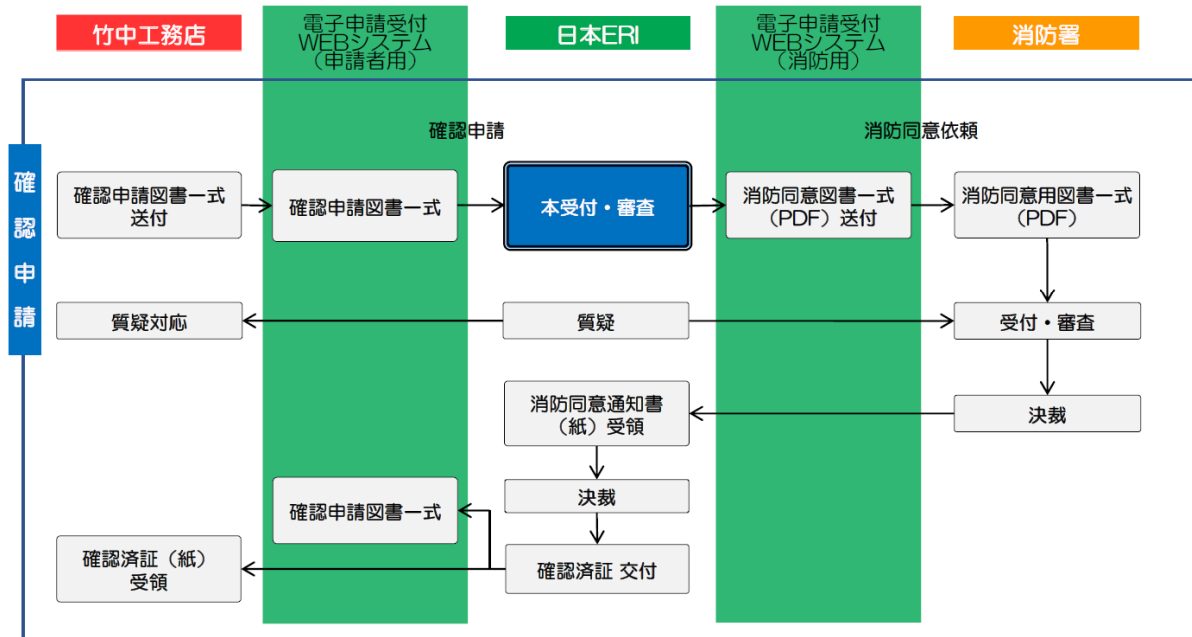 竹中工務店
電子申請受付
WEBシステム
（申請者用）
日本ERI
電子申請受付
WEBシステム
（消防用）
消防署
確認申請
確認申請
消防同意依頼
確認申請図書一式
送付
確認申請図書一式
本受付・審査
消防同意図書一式
（PDF）送付
消防同意用図書一式
（PDF）
質疑対応
質疑
受付・審査
消防同意通知書
（紙）受領
決裁
確認申請図書一式
決裁
確認済証（紙）
受領
確認済証 交付